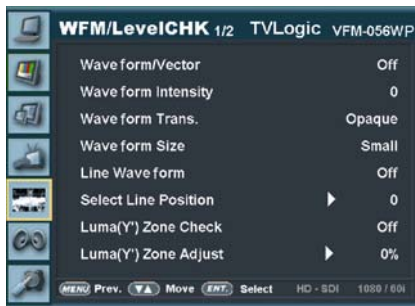 WFM/LevelCHK 1/2 TVLogic VFM-056WP
Wave form/Vector Off
Wave form Intensity 0
Wave form Trans. Opaque
Wave form Size Small
Line Wave form Off
Select Line Position 0
Luma(Y') Zone Check Off
Luma(Y') Zone Adjust 0%
MENU Prev. Move ENT. Select HD - SDI 1080 / 60i